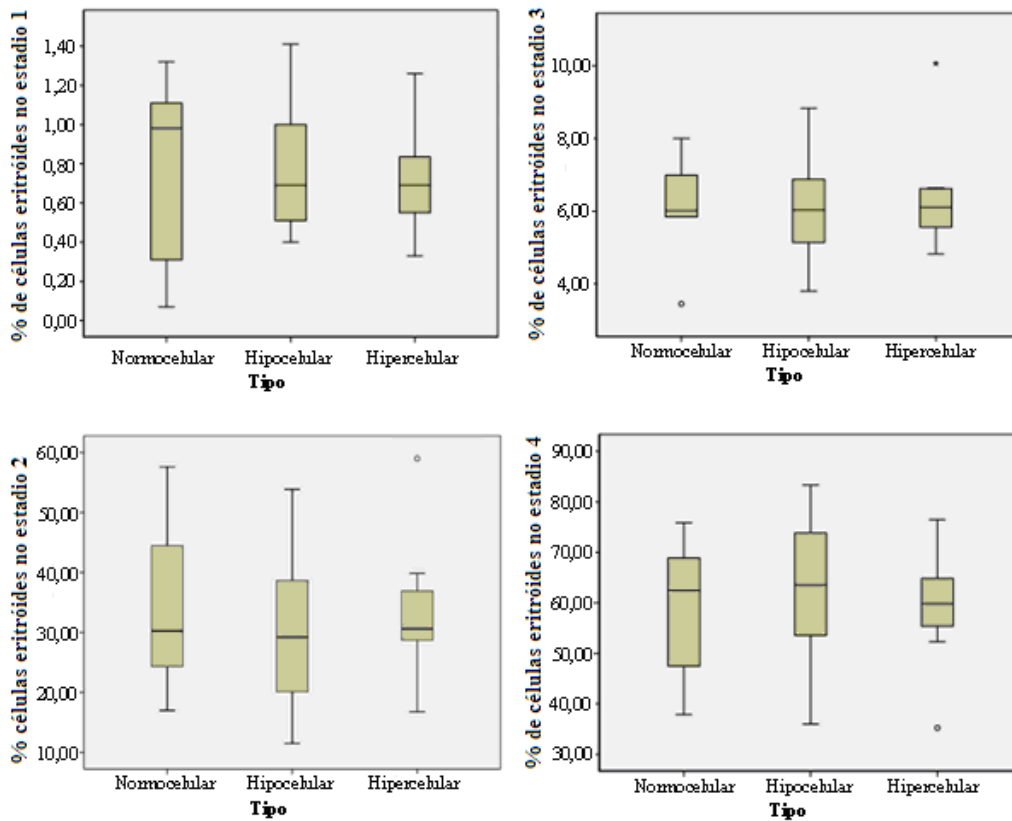 % de células eritróides no estadio 1
1,40
1,20
1,00
0,80
0,60
0,40
0,20
0,00
Normocelular Hipocelular Hipercelular
Tipo
% de células eritróides no estadio 3
10,00
8,00
6,00
4,00
Normocelular Hipocelular Hipercelular
Tipo
% células eritróides no estadio 2
60,00
50,00
40,00
30,00
20,00
10,00
Normocelular Hipocelular Hipercelular
Tipo
% de células eritróides no estadio 4
90,00
80,00
70,00
60,00
50,00
40,00
30,00
Normocelular Hipocelular Hipercelular
Tipo